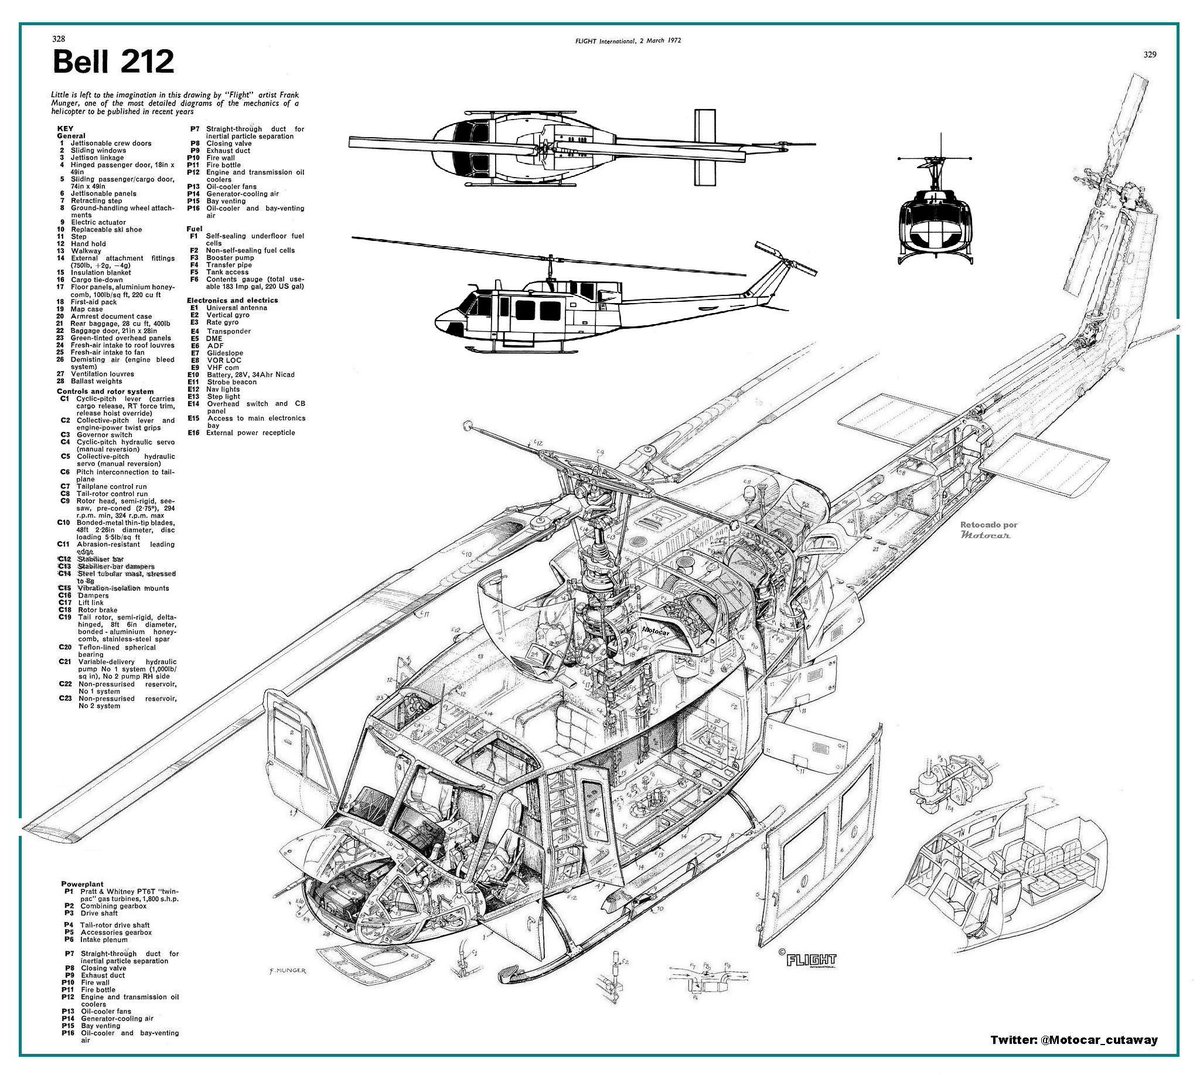 328
FLIGHT International, 2 March 1972
329
Bell 212
Little is left to the imagination in this drawing by "Flight" artist Frank
Munger, one of the most detailed diagrams of the mechanics of a
helicopter to be published in recent years
KEY
General
1 Jettisonable crew doors
2 Sliding windows
3 Jettison linkage
4 Hinged passenger door, 18in x
49in
5 Sliding passenger/cargo door,
74in x 49in
6 Jettisonable panels
7 Retracting step
8 Ground-handling wheel attach-
ments
9 Electric actuator
10 Replaceable ski shoe
11 Step
12 Hand hold
13 Walkway
14 External attachment fittings
(750lb, +2g, —4g)
15 Insulation blanket
16 Cargo tie-down
17 Floor panels, aluminium honey-
comb, 100lb/sq ft, 220 cu ft
18 First-aid pack
19 Map case
20 Armrest document case
21 Rear baggage, 28 cu ft, 400lb
22 Baggage door, 21in x 28in
23 Green-tinted overhead panels
24 Fresh-air intake to roof louvres
25 Fresh-air intake to fan
26 Demisting air (engine bleed
system)
27 Ventilation louvres
28 Ballast weights
Controls and rotor system
C1 Cyclic-pitch lever (carries
cargo release, RT force trim,
release hoist override)
C2 Collective-pitch lever and
engine-power twist grips
C3 Governor switch
C4 Cyclic-pitch hydraulic servo
(manual reversion)
C5 Collective-pitch hydraulic
servo (manual reversion)
C6 Pitch interconnection to tail-
plane
C7 Tailplane control run
C8 Tail-rotor control run
C9 Rotor head, semi-rigid, see-
saw, pre-coned (2·75°), 294
r.p.m. min, 324 r.p.m. max
C10 Bonded-metal thin-tip blades,
48ft 2·26in diameter, disc
loading 5·5lb/sq ft
C11 Abrasion-resistant leading
edge
C12 Stabiliser bar
C13 Stabiliser-bar dampers
C14 Steel tubular mast, stressed
to 8g
C15 Vibration-isolation mounts
C16 Dampers
C17 Lift link
C18 Rotor brake
C19 Tail rotor, semi-rigid, delta-
hinged, 8ft 6in diameter,
bonded-aluminium honey-
comb, stainless-steel spar
C20 Teflon-lined spherical
bearing
C21 Variable-delivery hydraulic
pump No 1 system (1,000lb/
sq in), No 2 pump RH side
C22 Non-pressurised reservoir,
No 1 system
C23 Non-pressurised reservoir,
No 2 system
P7 Straight-through duct for
inertial particle separation
P8 Closing valve
P9 Exhaust duct
P10 Fire wall
P11 Fire bottle
P12 Engine and transmission oil
coolers
P13 Oil-cooler fans
P14 Generator-cooling air
P15 Bay venting
P16 Oil-cooler and bay-venting
air
Fuel
F1 Self-sealing underfloor fuel
cells
F2 Non-self-sealing fuel cells
F3 Booster pump
F4 Transfer pipe
F5 Tank access
F6 Contents gauge (total use-
able 183 Imp gal, 220 US gal)
Electronics and electrics
E1 Universal antenna
E2 Vertical gyro
E3 Rate gyro
E4 Transponder
E5 DME
E6 ADF
E7 Glideslope
E8 VOR LOC
E9 VHF com
E10 Battery, 28V, 34Ahr Nicad
E11 Strobe beacon
E12 Nav lights
E13 Step light
E14 Overhead switch and CB
panel
E15 Access to main electronics
bay
E16 External power recepticle
Powerplant
P1 Pratt & Whitney PT6T "twin-
pac" gas turbines, 1,800 s.h.p.
P2 Combining gearbox
P3 Drive shaft
P4 Tail-rotor drive shaft
P5 Accessories gearbox
P6 Intake plenum
P7 Straight-through duct for
inertial particle separation
P8 Closing valve
P9 Exhaust duct
P10 Fire wall
P11 Fire bottle
P12 Engine and transmission oil
coolers
P13 Oil-cooler fans
P14 Generator-cooling air
P15 Bay venting
P16 Oil-cooler and bay-venting
air
Retocado por
Motocar
Motocar
F. MUNGER
© FLIGHT
Twitter: @Motocar_cutaway